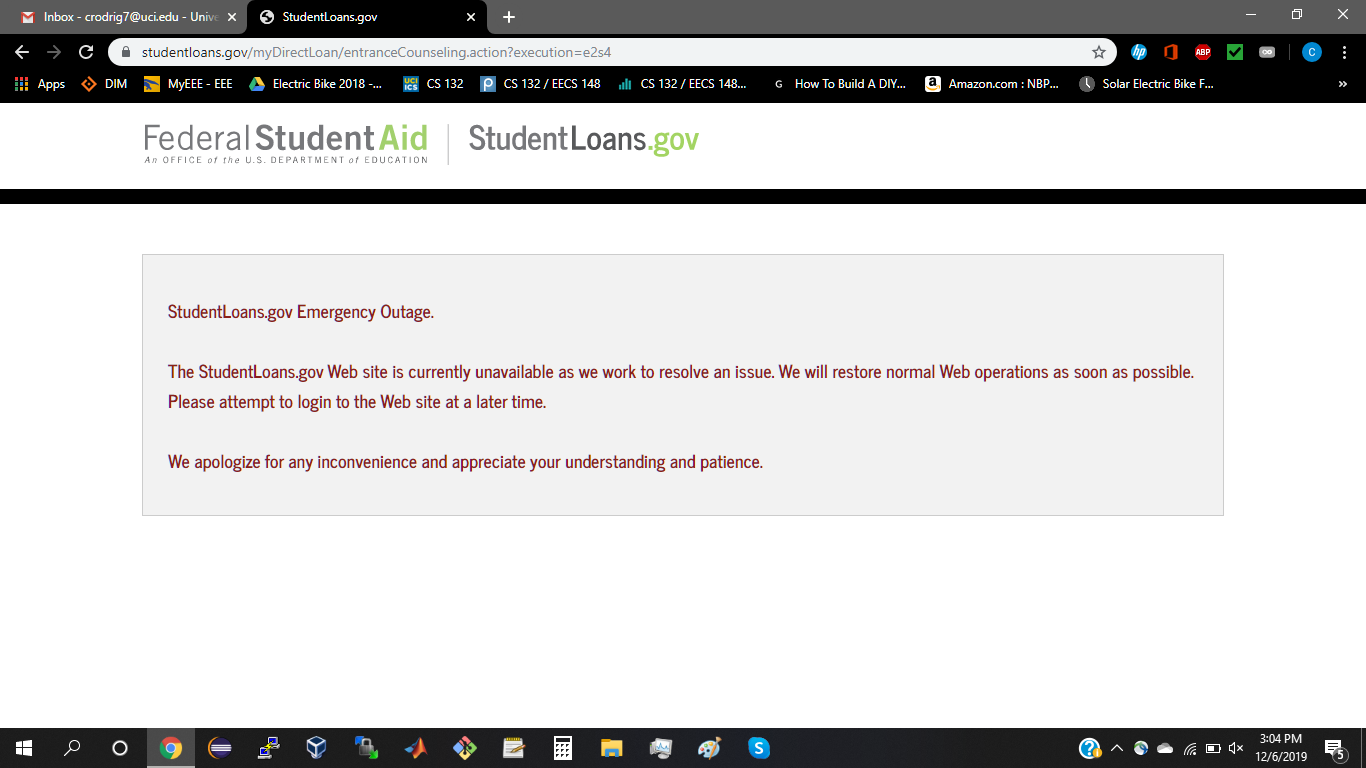 Inbox - crodrig7@uci.edu - Unive
StudentLoans.gov
studentloans.gov/myDirectLoan/entranceCounseling.action?execution=e2s4
hp
ABP
C
Apps
DIM
MyEEE - EEE
Electric Bike 2018 -...
UCI ICS
CS 132
p
CS 132 / EECS 148
CS 132 / EECS 148...
G
How To Build A DIY...
a
Amazon.com : NBP...
Solar Electric Bike F...
»
Federal Student Aid
StudentLoans.gov
An OFFICE of the U.S. DEPARTMENT of EDUCATION
StudentLoans.gov Emergency Outage.
The StudentLoans.gov Web site is currently unavailable as we work to resolve an issue. We will restore normal Web operations as soon as possible.
Please attempt to login to the Web site at a later time.
We apologize for any inconvenience and appreciate your understanding and patience.
S
?
3:04 PM
12/6/2019
5